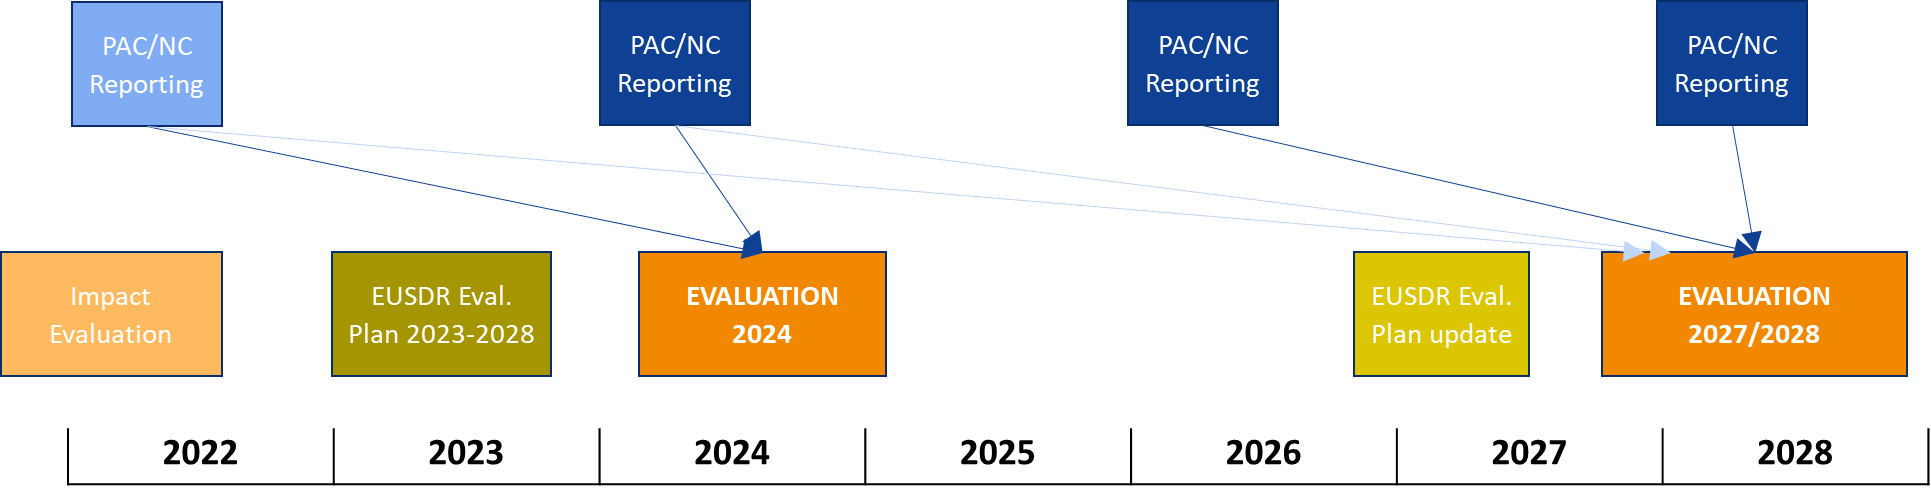 PAC/NC
Reporting
PAC/NC
Reporting
PAC/NC
Reporting
PAC/NC
Reporting
Impact
Evaluation
EUSDR Eval.
Plan 2023-2028
EVALUATION
2024
EUSDR Eval.
Plan update
EVALUATION
2027/2028
2022
2023
2024
2025
2026
2027
2028